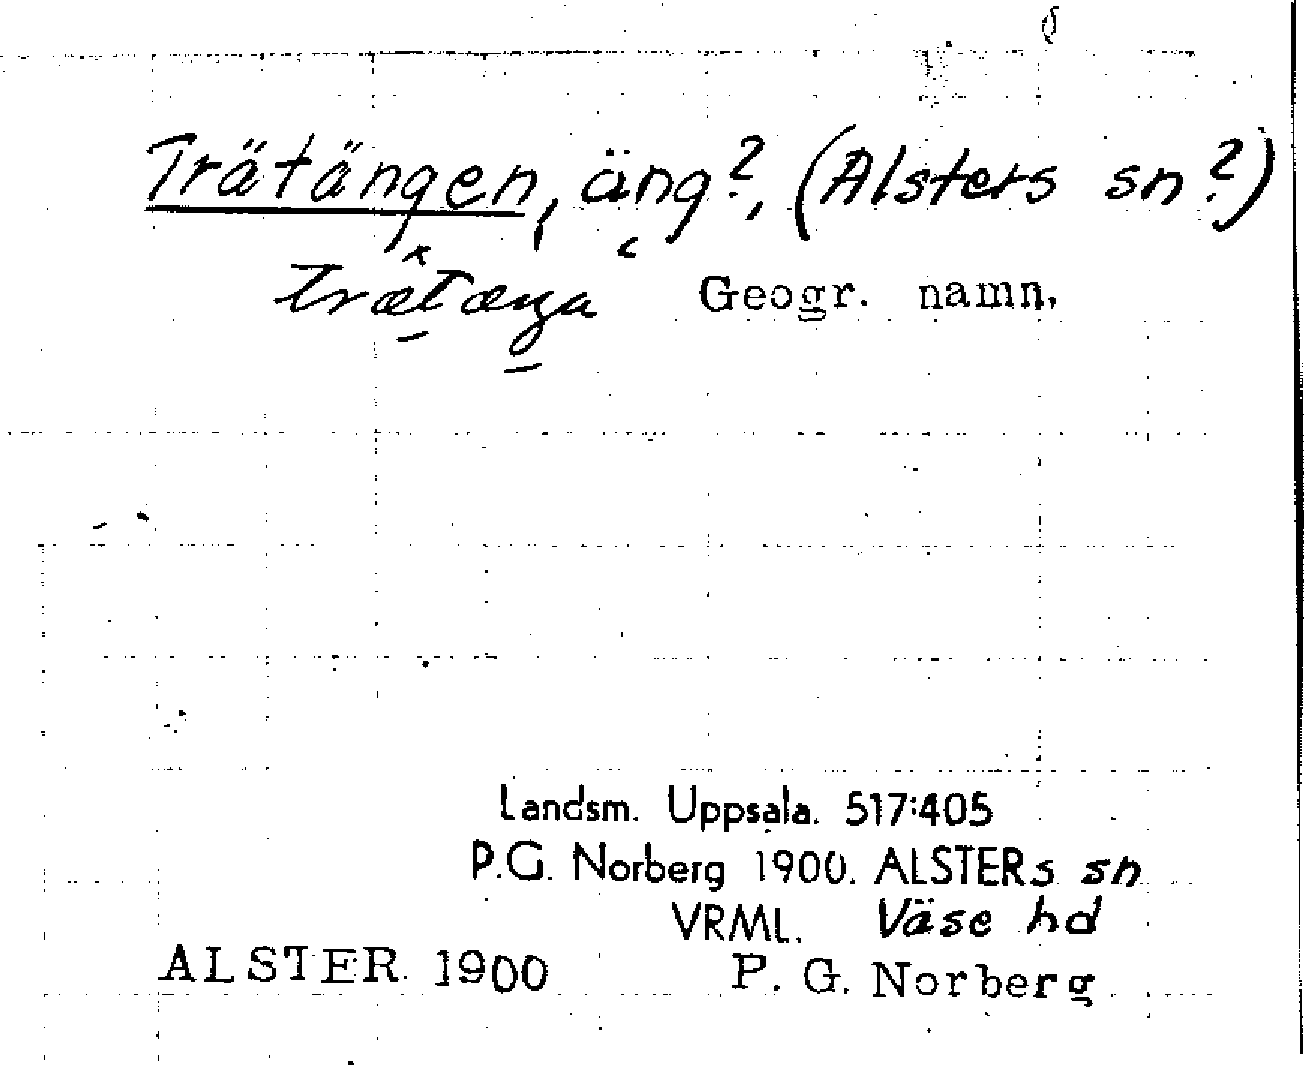 Trätängen, äng?, (Alsters sn?)
trætæŋa Geogr. namn.
Landsm. Uppsala. 517:405
P.G. Norberg 1900. ALSTERs sn
VRML. Väse hd
ALSTER 1900 P. G. Norberg